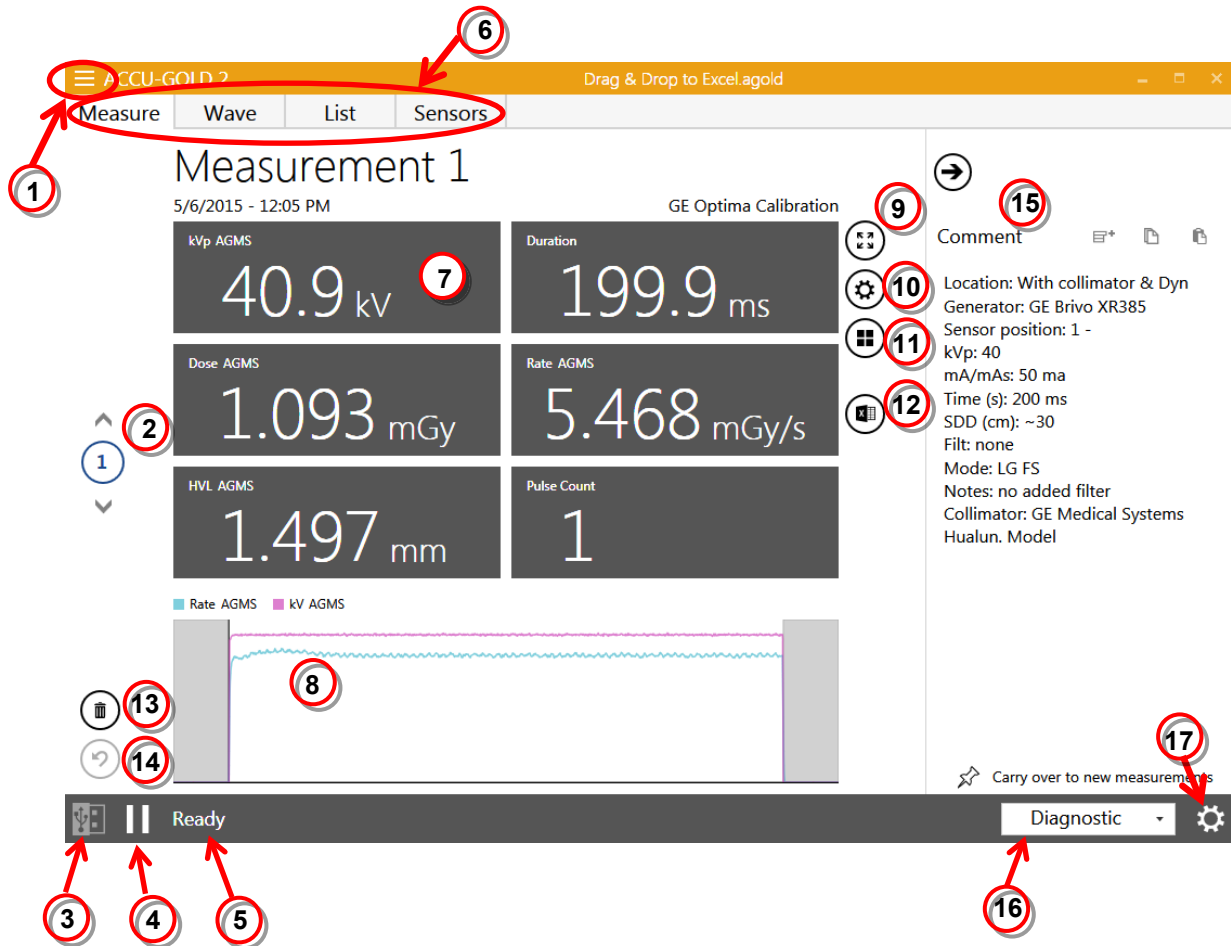 6
ACCU-GOLD 2
Drag & Drop to Excel.agold
Measure Wave List Sensors
1
Measurement 1
5/6/2015 - 12:05 PM
GE Optima Calibration
kVp AGMS
40.9 kV
7
Duration
199.9 ms
Dose AGMS
1.093 mGy
Rate AGMS
5.468 mGy/s
HVL AGMS
1.497 mm
Pulse Count
1
2
1
9
10
11
12
Rate AGMS kV AGMS
8
13
14
15
Comment
Location: With collimator & Dyn
Generator: GE Brivo XR385
Sensor position: 1 -
kVp: 40
mA/mAs: 50 ma
Time (s): 200 ms
SDD (cm): ~30
Filt: none
Mode: LG FS
Notes: no added filter
Collimator: GE Medical Systems
Hualun. Model
17
Carry over to new measurements
Ready
Diagnostic
3
4
5
16